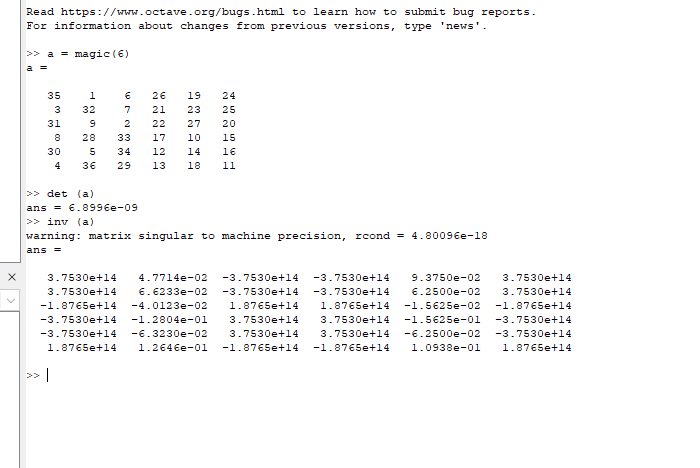 Read https://www.octave.org/bugs.html to learn how to submit bug reports.
For information about changes from previous versions, type 'news'.
>> a = magic(6)
a =
35 1 6 26 19 24
3 32 7 21 23 25
31 9 2 22 27 20
8 28 33 17 10 15
30 5 34 12 14 16
4 36 29 13 18 11
>> det (a)
ans = 6.8996e-09
>> inv (a)
warning: matrix singular to machine precision, rcond = 4.80096e-18
ans =
3.7530e+14 4.7714e-02 -3.7530e+14 -3.7530e+14 9.3750e-02 3.7530e+14
3.7530e+14 6.6233e-02 -3.7530e+14 -3.7530e+14 6.2500e-02 3.7530e+14
-1.8765e+14 -4.0123e-02 1.8765e+14 1.8765e+14 -1.5625e-02 -1.8765e+14
-3.7530e+14 -1.2804e-01 3.7530e+14 3.7530e+14 -1.5625e-01 -3.7530e+14
-3.7530e+14 -6.3230e-02 3.7530e+14 3.7530e+14 -6.2500e-02 -3.7530e+14
1.8765e+14 1.2646e-01 -1.8765e+14 -1.8765e+14 1.0938e-01 1.8765e+14
>>